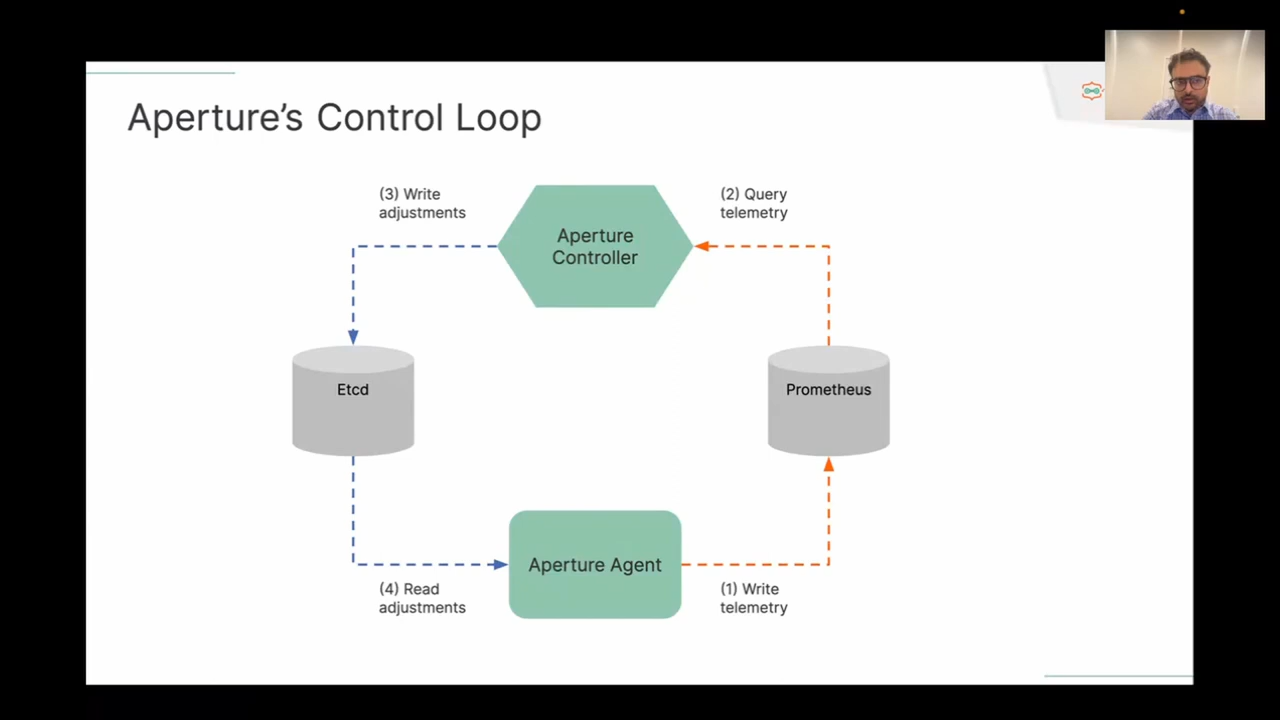 Aperture's Control Loop
(3) Write
adjustments
Aperture
Controller
(2) Query
telemetry
Etcd
Prometheus
Aperture Agent
(4) Read
adjustments
(1) Write
telemetry